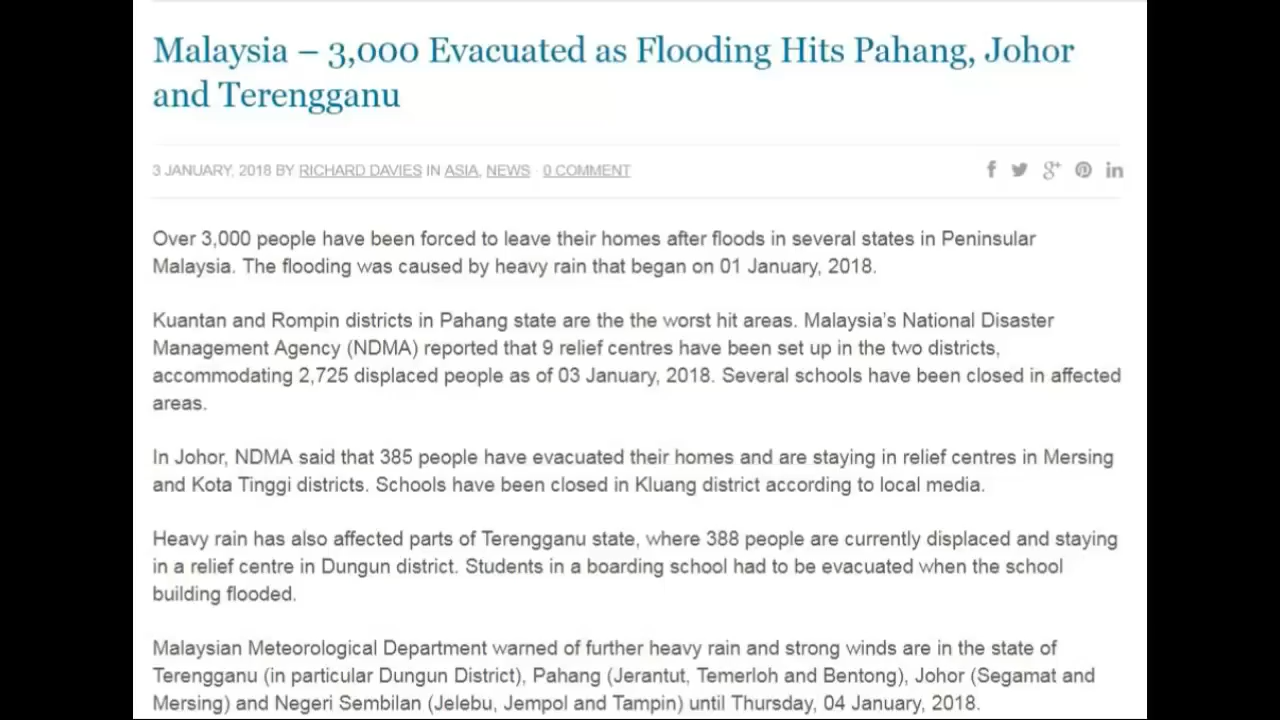 Malaysia – 3,000 Evacuated as Flooding Hits Pahang, Johor
and Terengganu
3 JANUARY, 2018 BY RICHARD DAVIES IN ASIA, NEWS · 0 COMMENT
Over 3,000 people have been forced to leave their homes after floods in several states in Peninsular
Malaysia. The flooding was caused by heavy rain that began on 01 January, 2018.
Kuantan and Rompin districts in Pahang state are the the worst hit areas. Malaysia's National Disaster
Management Agency (NDMA) reported that 9 relief centres have been set up in the two districts,
accommodating 2,725 displaced people as of 03 January, 2018. Several schools have been closed in affected
areas.
In Johor, NDMA said that 385 people have evacuated their homes and are staying in relief centres in Mersing
and Kota Tinggi districts. Schools have been closed in Kluang district according to local media.
Heavy rain has also affected parts of Terengganu state, where 388 people are currently displaced and staying
in a relief centre in Dungun district. Students in a boarding school had to be evacuated when the school
building flooded.
Malaysian Meteorological Department warned of further heavy rain and strong winds are in the state of
Terengganu (in particular Dungun District), Pahang (Jerantut, Temerloh and Bentong), Johor (Segamat and
Mersing) and Negeri Sembilan (Jelebu, Jempol and Tampin) until Thursday, 04 January, 2018.